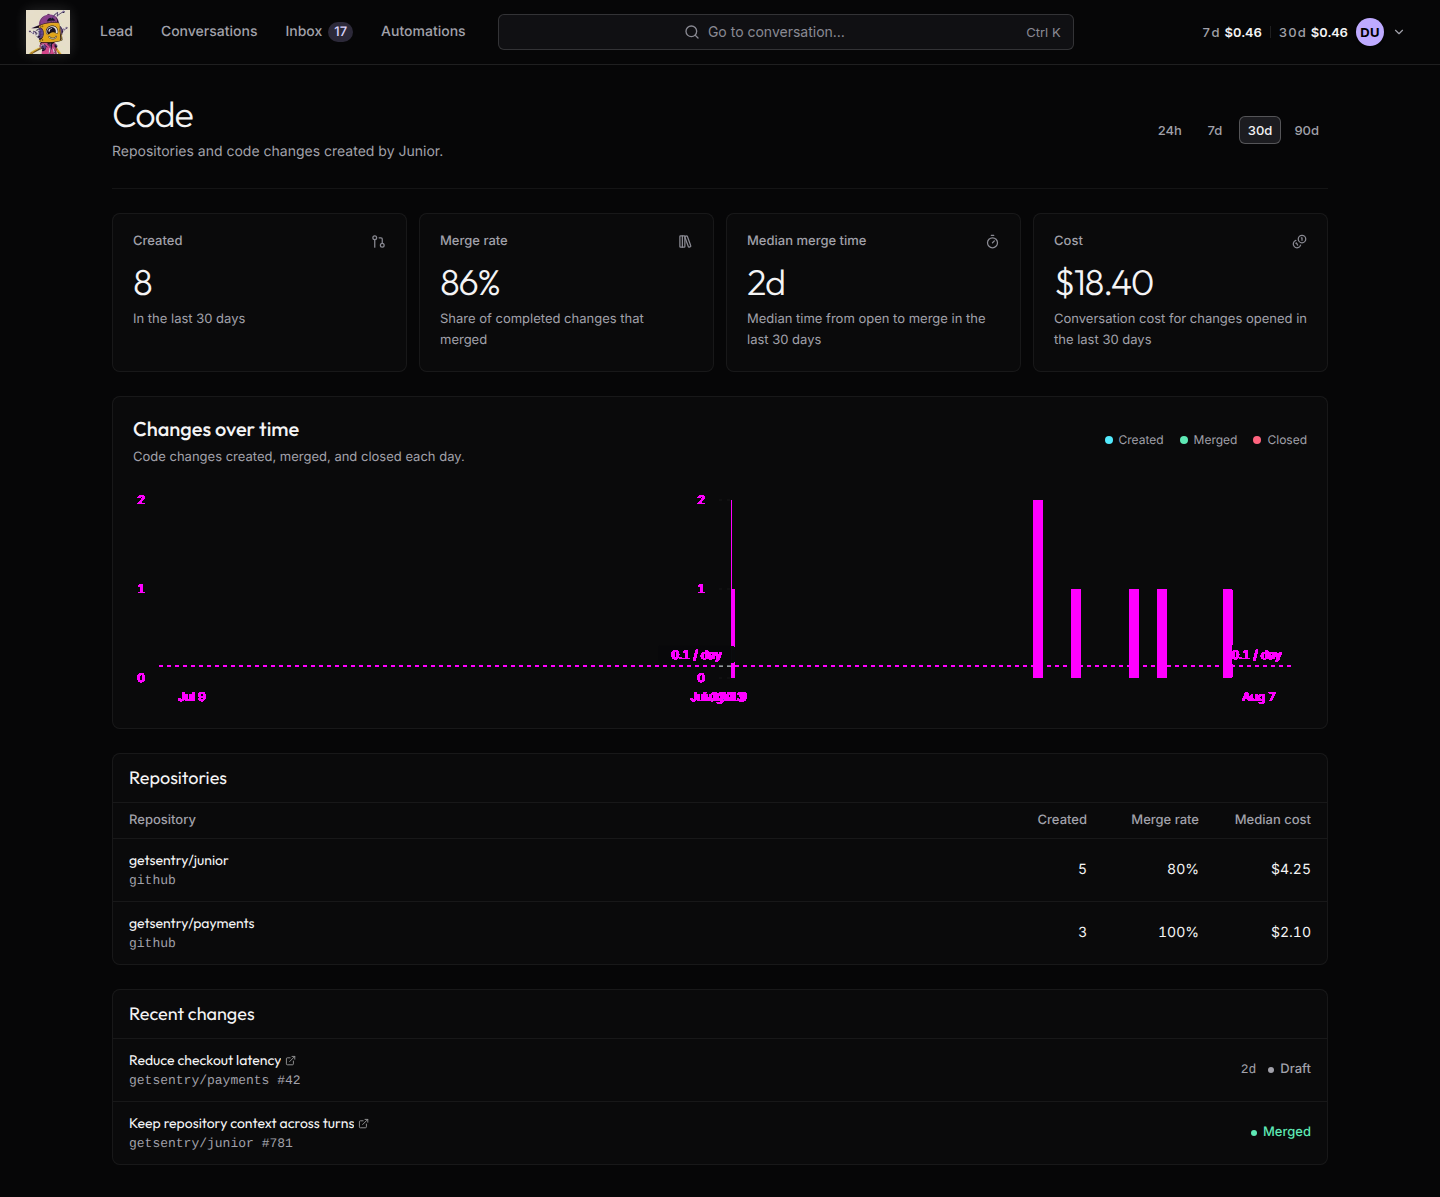 Lead
Conversations
Inbox 17
Automations
Go to conversation...
Ctrl K
7d $0.46
30d $0.46
DU
Code
Repositories and code changes created by Junior.
24h
7d
30d
90d
Created
8
In the last 30 days
Merge rate
86%
Share of completed changes that
merged
Median merge time
2d
Median time from open to merge in the
last 30 days
Cost
$18.40
Conversation cost for changes opened in
the last 30 days
Changes over time
Code changes created, merged, and closed each day.
Created
Merged
Closed
2
2
1
1
0.1 / day
0.1 / day
0
0
Jul 9
Aug 7
Repositories
Repository
Created
Merge rate
Median cost
getsentry/junior
github
5
80%
$4.25
getsentry/payments
github
3
100%
$2.10
Recent changes
Reduce checkout latency
getsentry/payments #42
2d
Draft
Keep repository context across turns
getsentry/junior #781
Merged